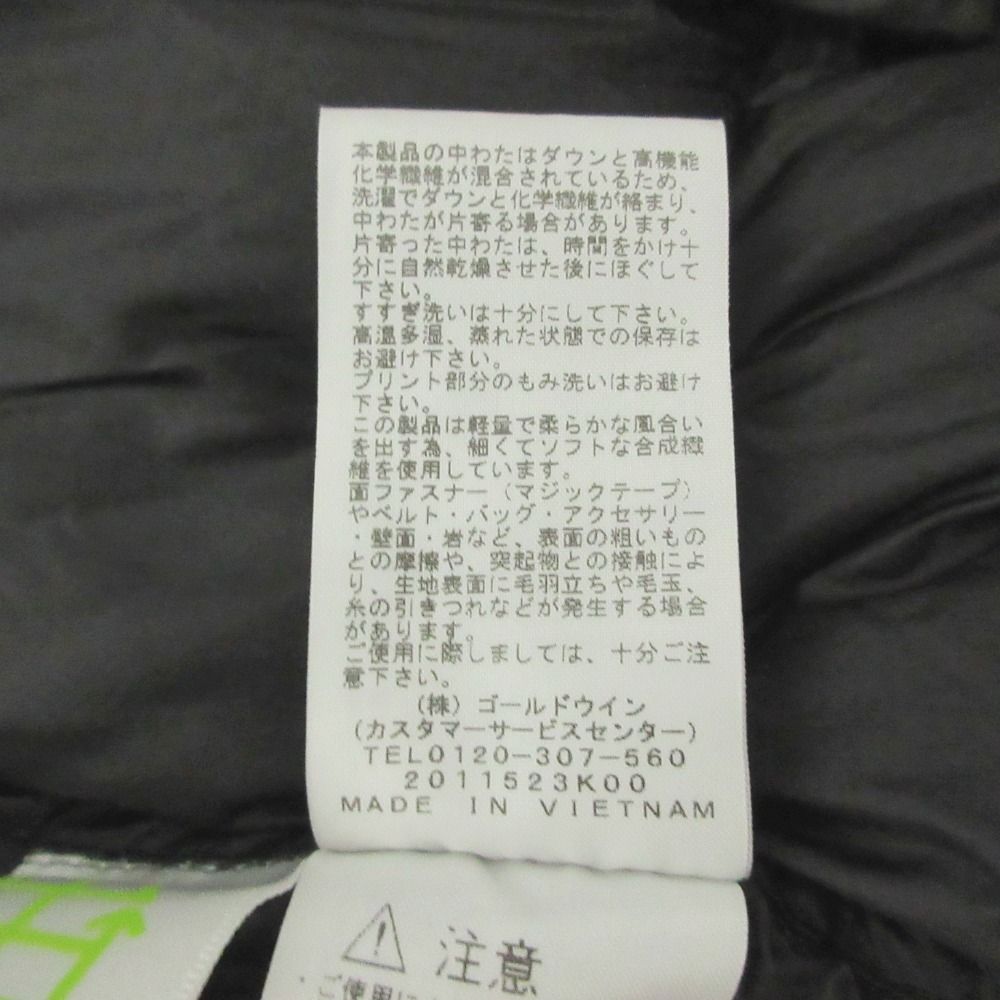 本製品の中わたはダウンと高機能
化学繊維が混合されているため、
洗濯でダウンと化学繊維が絡まり、
中わたが片寄る場合があります。
片寄った中わたは、時間をかけ十
分に自然乾燥させた後にほぐして
下さい。
すすぎ洗いは十分にして下さい。
高温多湿、蒸れた状態での保存は
お避け下さい。
プリント部分のもみ洗いはお避け
下さい。
この製品は軽量で柔らかな風合い
を出す為、細くてソフトな合成繊
維を使用しています。
面ファスナー（マジックテープ）
やベルト・バッグ・アクセサリー
・壁面・岩など、表面の粗いもの
との摩擦や、突起物との接触によ
り、生地表面に毛羽立ちや毛玉、
糸の引きつれなどが発生する場合
があります。
ご使用に際しましては、十分ご注
意下さい。
(株)ゴールドウイン
(カスタマーサービスセンター)
TEL0120-307-560
2011523K00
MADE IN VIETNAM
注意
・ご使用に